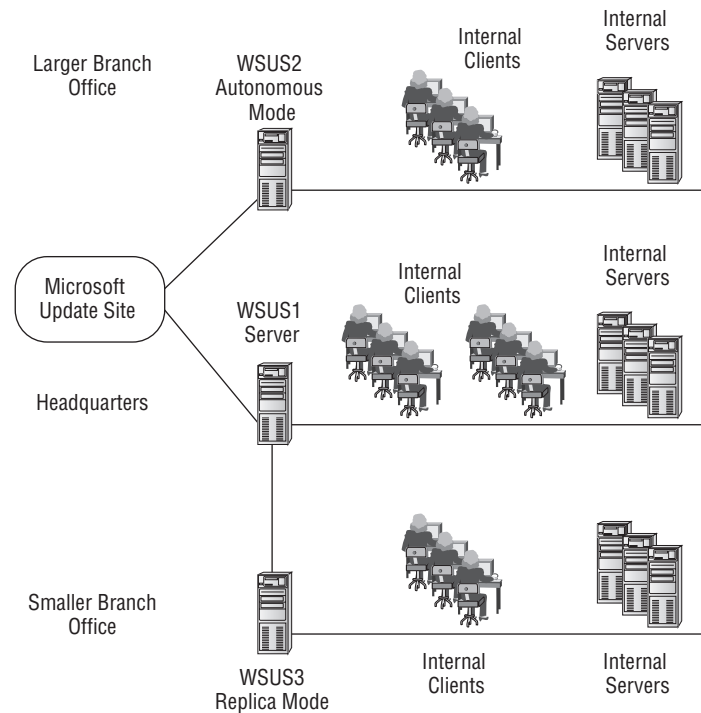 Larger Branch
Office
WSUS2
Autonomous
Mode
Internal
Clients
Internal
Servers
Microsoft
Update Site
WSUS1
Server
Internal
Clients
Internal
Servers
Headquarters
Smaller Branch
Office
WSUS3
Replica Mode
Internal
Clients
Internal
Servers